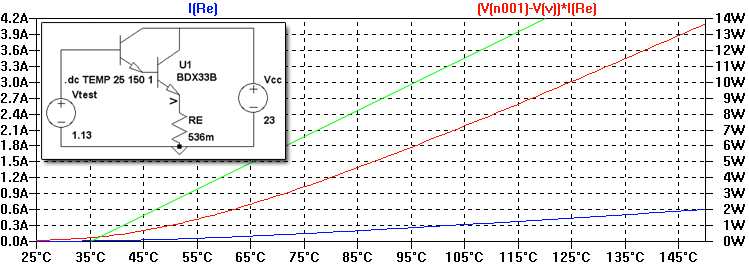 I(Re) (V(n001)-V(v))*I(Re)
4.2A 14W
3.9A 13W
3.6A 12W
3.3A 11W
3.0A 10W
2.7A 9W
2.4A 8W
2.1A 7W
1.8A 6W
1.5A 5W
1.2A 4W
0.9A 3W
0.6A 2W
0.3A 1W
0.0A 0W
25°C 35°C 45°C 55°C 65°C 75°C 85°C 95°C 105°C 115°C 125°C 135°C 145°C
U1
BDX33B
.dc TEMP 25 150 1
Vtest
Vcc
V
RE
1.13
536m
23